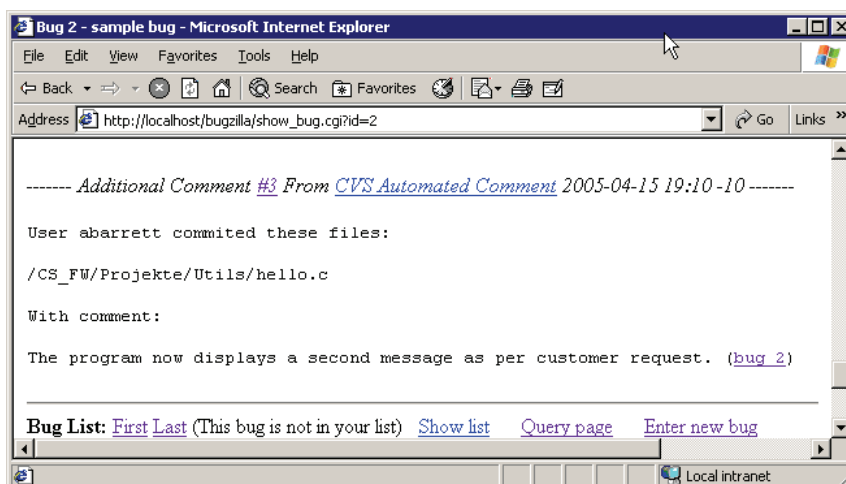 Bug 2 - sample bug - Microsoft Internet Explorer
File Edit View Favorites Tools Help
Back Search Favorites
Address http://localhost/bugzilla/show_bug.cgi?id=2 Go Links »
------- Additional Comment #3 From CVS Automated Comment 2005-04-15 19:10 -10 -------
User abarrett commited these files:
/CS_FW/Projekte/Utils/hello.c
With comment:
The program now displays a second message as per customer request. (bug 2)
Bug List: First Last (This bug is not in your list) Show list Query page Enter new bug
Local intranet